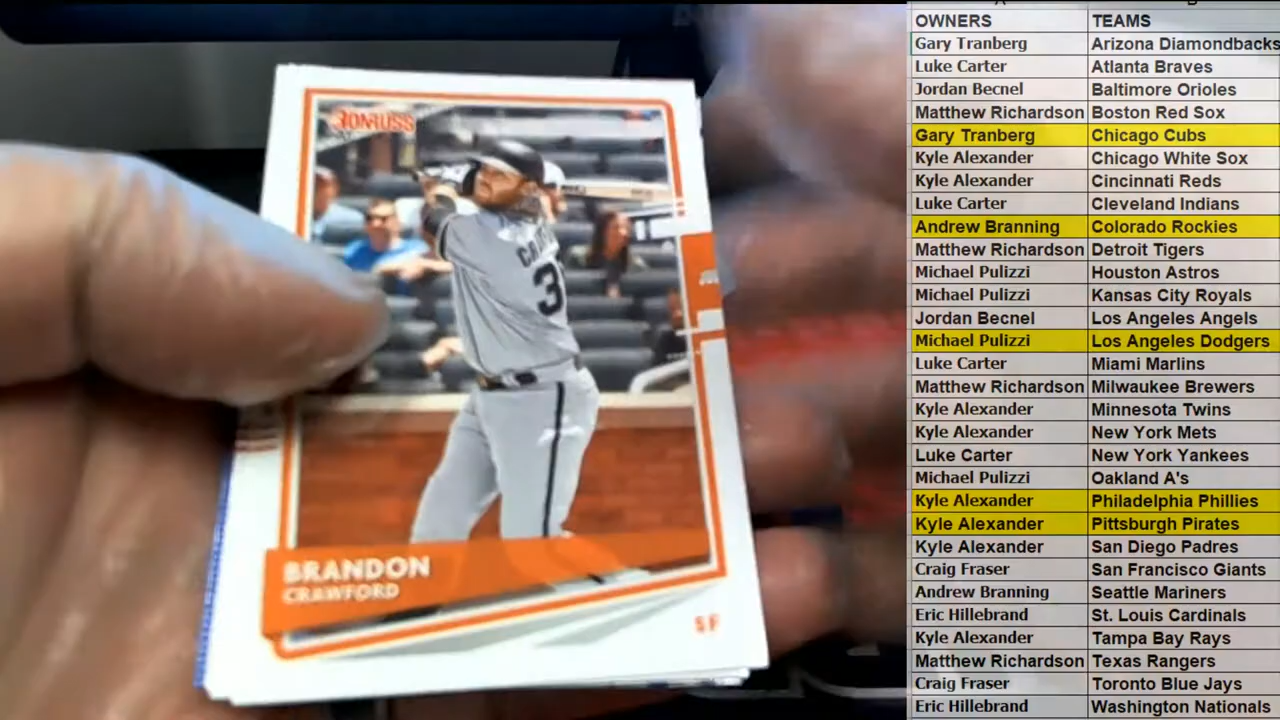 DONRUSS
BRANDON
CRAWFORD
SF
OWNERS TEAMS
Gary Tranberg Arizona Diamondbacks
Luke Carter Atlanta Braves
Jordan Becnel Baltimore Orioles
Matthew Richardson Boston Red Sox
Gary Tranberg Chicago Cubs
Kyle Alexander Chicago White Sox
Kyle Alexander Cincinnati Reds
Luke Carter Cleveland Indians
Andrew Branning Colorado Rockies
Matthew Richardson Detroit Tigers
Michael Pulizzi Houston Astros
Michael Pulizzi Kansas City Royals
Jordan Becnel Los Angeles Angels
Michael Pulizzi Los Angeles Dodgers
Luke Carter Miami Marlins
Matthew Richardson Milwaukee Brewers
Kyle Alexander Minnesota Twins
Kyle Alexander New York Mets
Luke Carter New York Yankees
Michael Pulizzi Oakland A's
Kyle Alexander Philadelphia Phillies
Kyle Alexander Pittsburgh Pirates
Kyle Alexander San Diego Padres
Craig Fraser San Francisco Giants
Andrew Branning Seattle Mariners
Eric Hillebrand St. Louis Cardinals
Kyle Alexander Tampa Bay Rays
Matthew Richardson Texas Rangers
Craig Fraser Toronto Blue Jays
Eric Hillebrand Washington Nationals